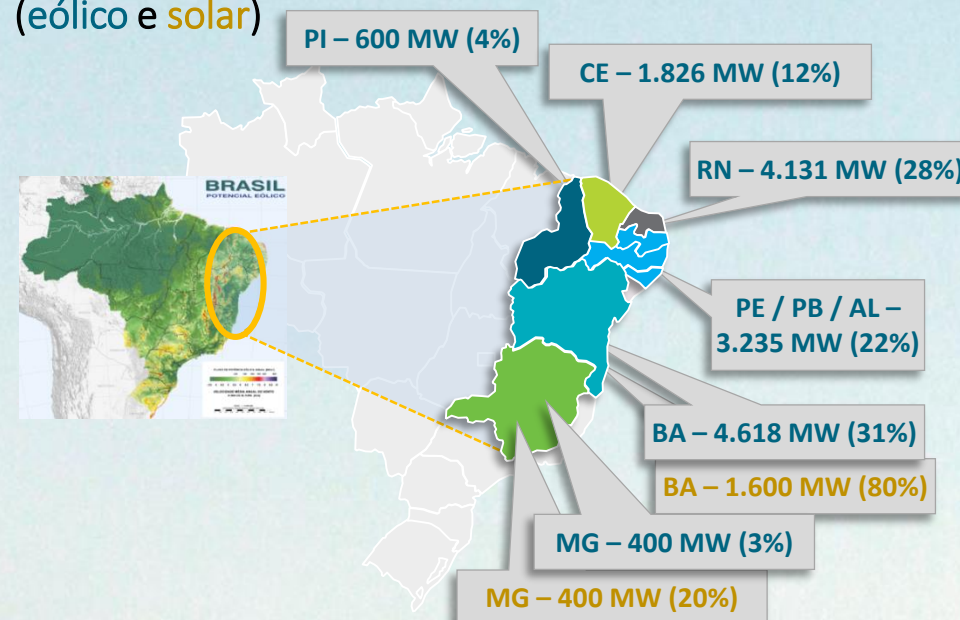 (eólico e solar)
PI – 600 MW (4%)
CE – 1.826 MW (12%)
RN – 4.131 MW (28%)
BRASIL
POTENCIAL EÓLICO
PE / PB / AL –
3.235 MW (22%)
BA – 4.618 MW (31%)
BA – 1.600 MW (80%)
MG – 400 MW (3%)
MG – 400 MW (20%)